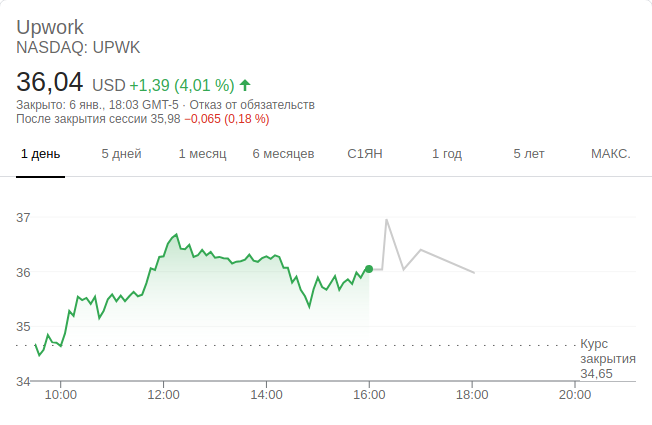 Upwork
NASDAQ: UPWK
36,04 USD +1,39 (4,01 %)
Закрыто: 6 янв., 18:03 GMT-5 · Отказ от обязательств
После закрытия сессии 35,98 −0,065 (0,18 %)
1 день 5 дней 1 месяц 6 месяцев С1ЯН 1 год 5 лет МАКС.
37
36
35
Курс
закрытия
34,65
34
10:00 12:00 14:00 16:00 18:00 20:00